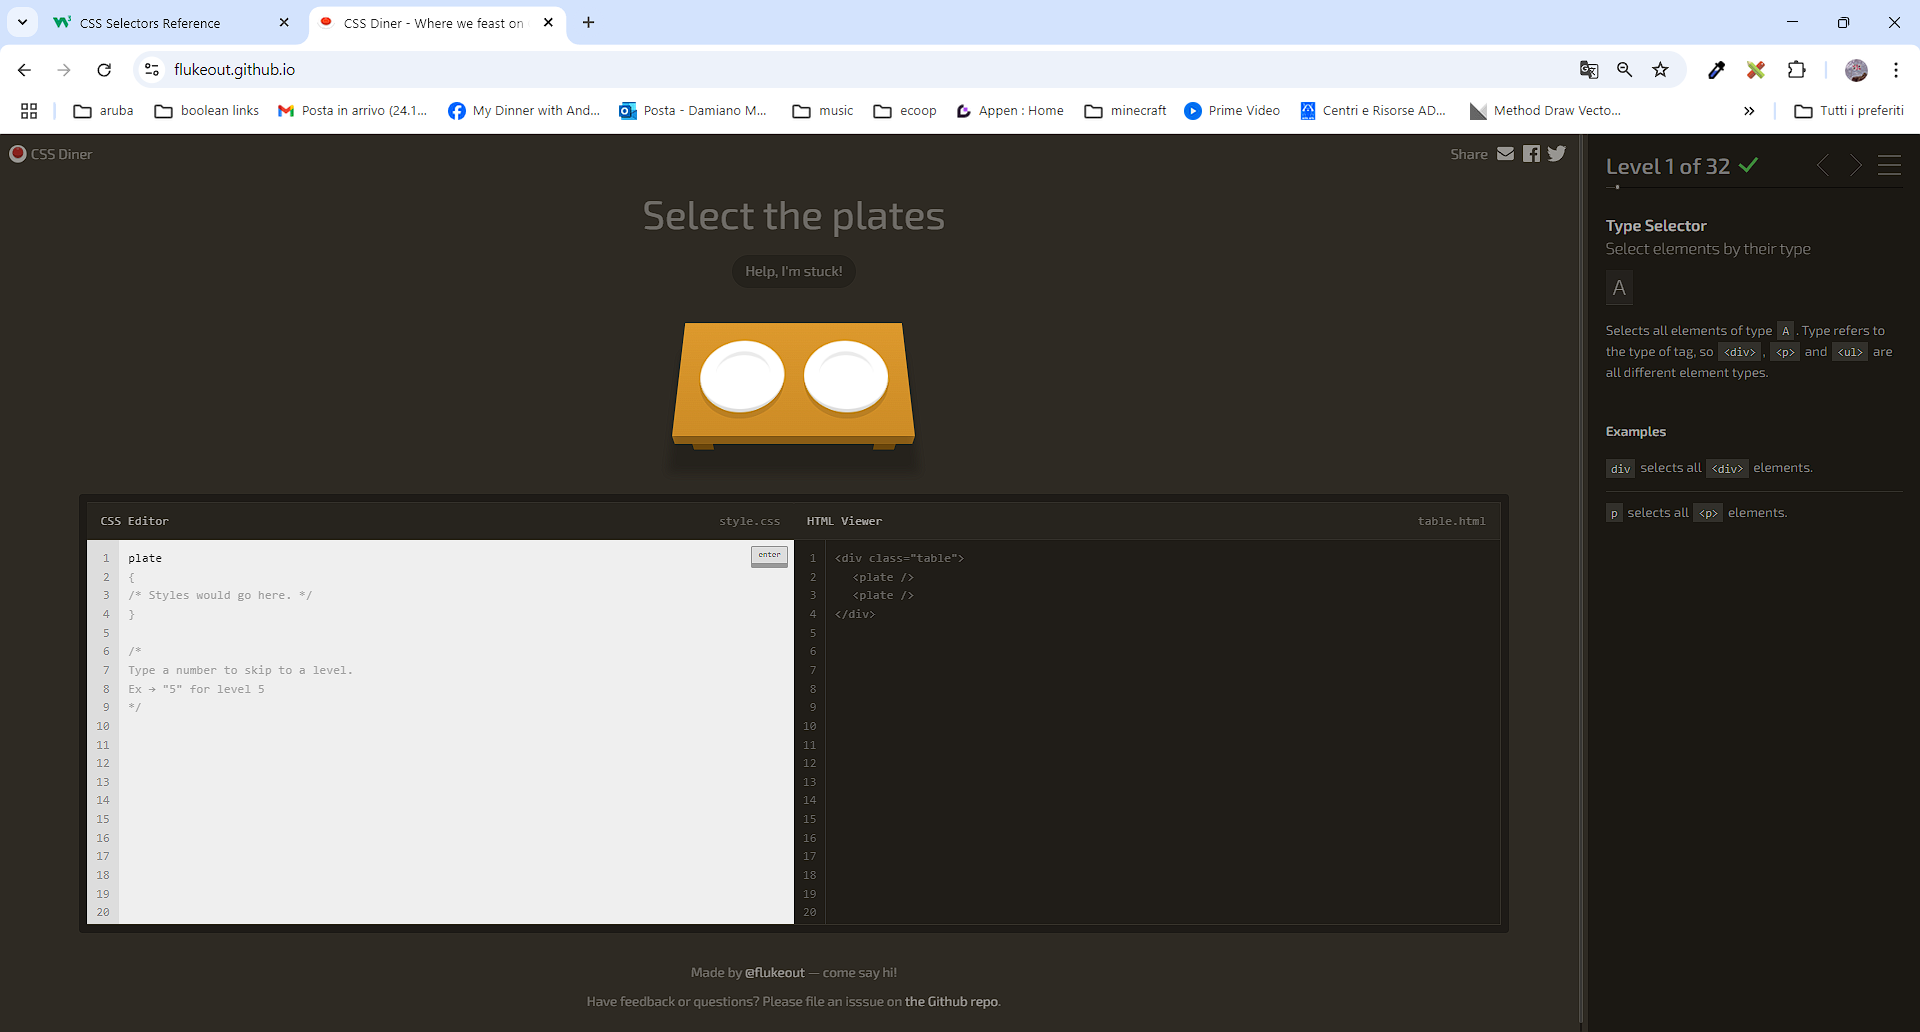 CSS Selectors Reference
CSS Diner - Where we feast on
flukeout.github.io
aruba
boolean links
Posta in arrivo (24.1...
My Dinner with And...
Posta - Damiano M...
music
ecoop
Appen : Home
minecraft
Prime Video
Centri e Risorse AD...
Method Draw Vecto...
»
Tutti i preferiti
CSS Diner
Share
Select the plates
Help, I'm stuck!
CSS Editor
style.css
1 plate
2 {
3 /* Styles would go here. */
4 }
5
6 /*
7 Type a number to skip to a level.
8 Ex → "5" for level 5
9 */
10
11
12
13
14
15
16
17
18
19
20
enter
HTML Viewer
table.html
1 <div class="table">
2 <plate />
3 <plate />
4 </div>
5
6
7
8
9
10
11
12
13
14
15
16
17
18
19
20
Made by @flukeout — come say hi!
Have feedback or questions? Please file an isssue on the Github repo.
Level 1 of 32
Type Selector
Select elements by their type
A
Selects all elements of type A . Type refers to
the type of tag, so <div> , <p> and <ul> are
all different element types.
Examples
div selects all <div> elements.
p selects all <p> elements.